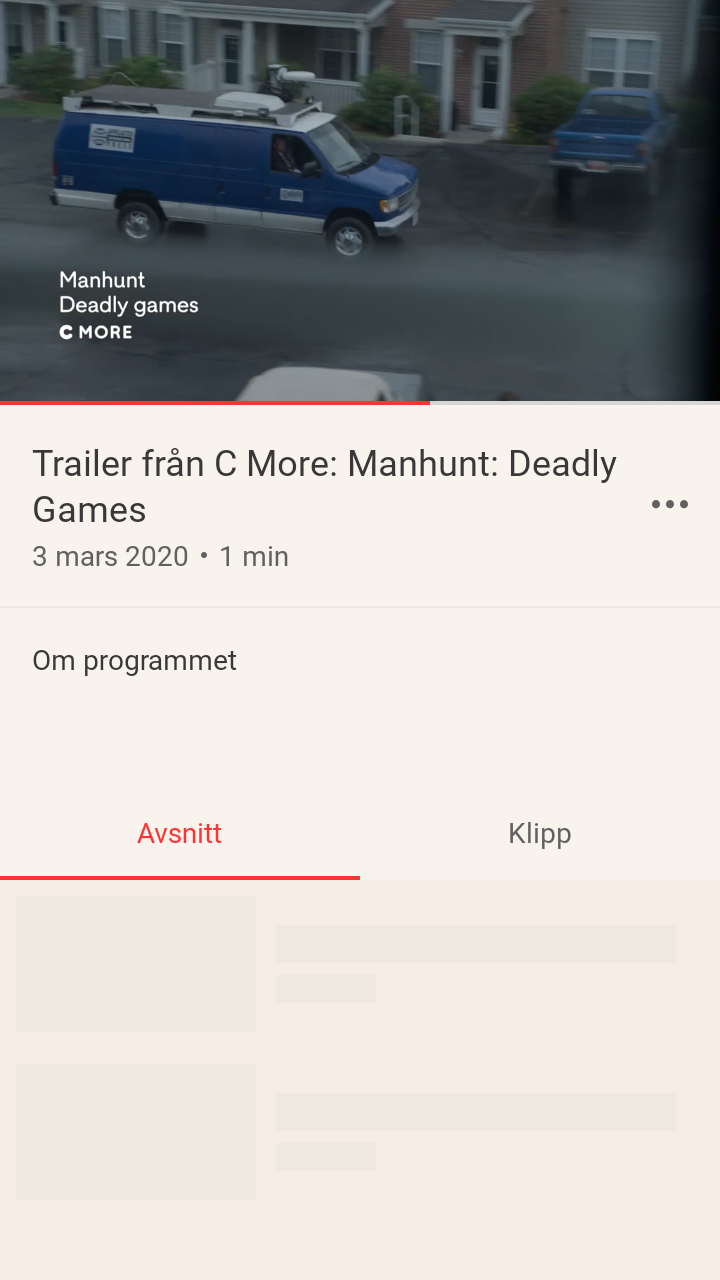 Manhunt
Deadly games
C MORE
Trailer från C More: Manhunt: Deadly
Games
3 mars 2020 • 1 min
Om programmet
Avsnitt
Klipp